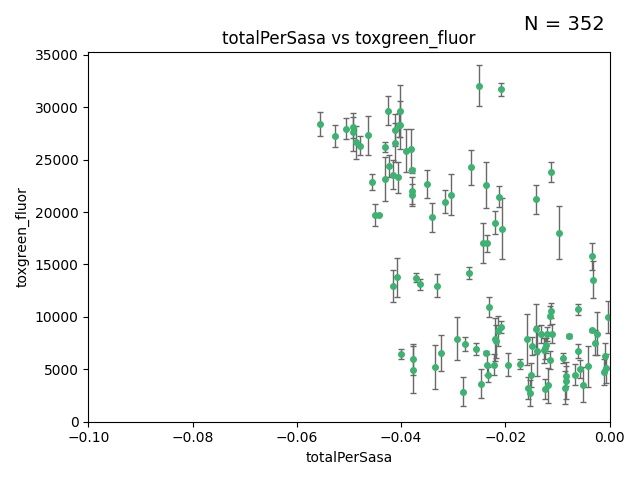 N = 352
totalPerSasa vs toxgreen_fluor
toxgreen_fluor
35000
30000
25000
20000
15000
10000
5000
0
−0.10 −0.08 −0.06 −0.04 −0.02 0.00
totalPerSasa